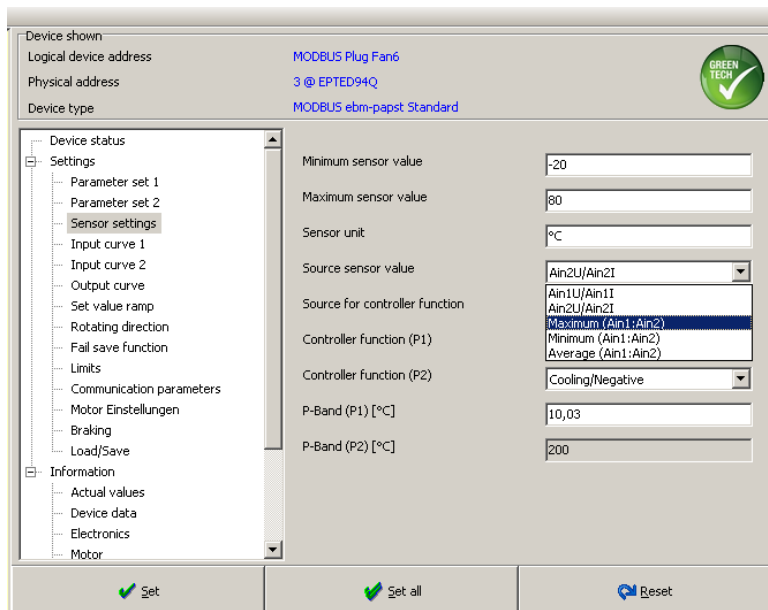 Device shown
Logical device address MODBUS Plug Fan6
Physical address 3 @ EPTED94Q
Device type MODBUS ebm-papst Standard
GREEN
TECH
Device status
Settings
Parameter set 1
Parameter set 2
Sensor settings
Input curve 1
Input curve 2
Output curve
Set value ramp
Rotating direction
Fail save function
Limits
Communication parameters
Motor Einstellungen
Braking
Load/Save
Information
Actual values
Device data
Electronics
Motor
Minimum sensor value -20
Maximum sensor value 80
Sensor unit °C
Source sensor value Ain2U/Ain2I
Ain1U/Ain1I
Ain2U/Ain2I
Maximum (Ain1:Ain2)
Minimum (Ain1:Ain2)
Average (Ain1:Ain2)
Source for controller function
Controller function (P1)
Controller function (P2) Cooling/Negative
P-Band (P1) [°C] 10,03
P-Band (P2) [°C] 200
Set Set all Reset